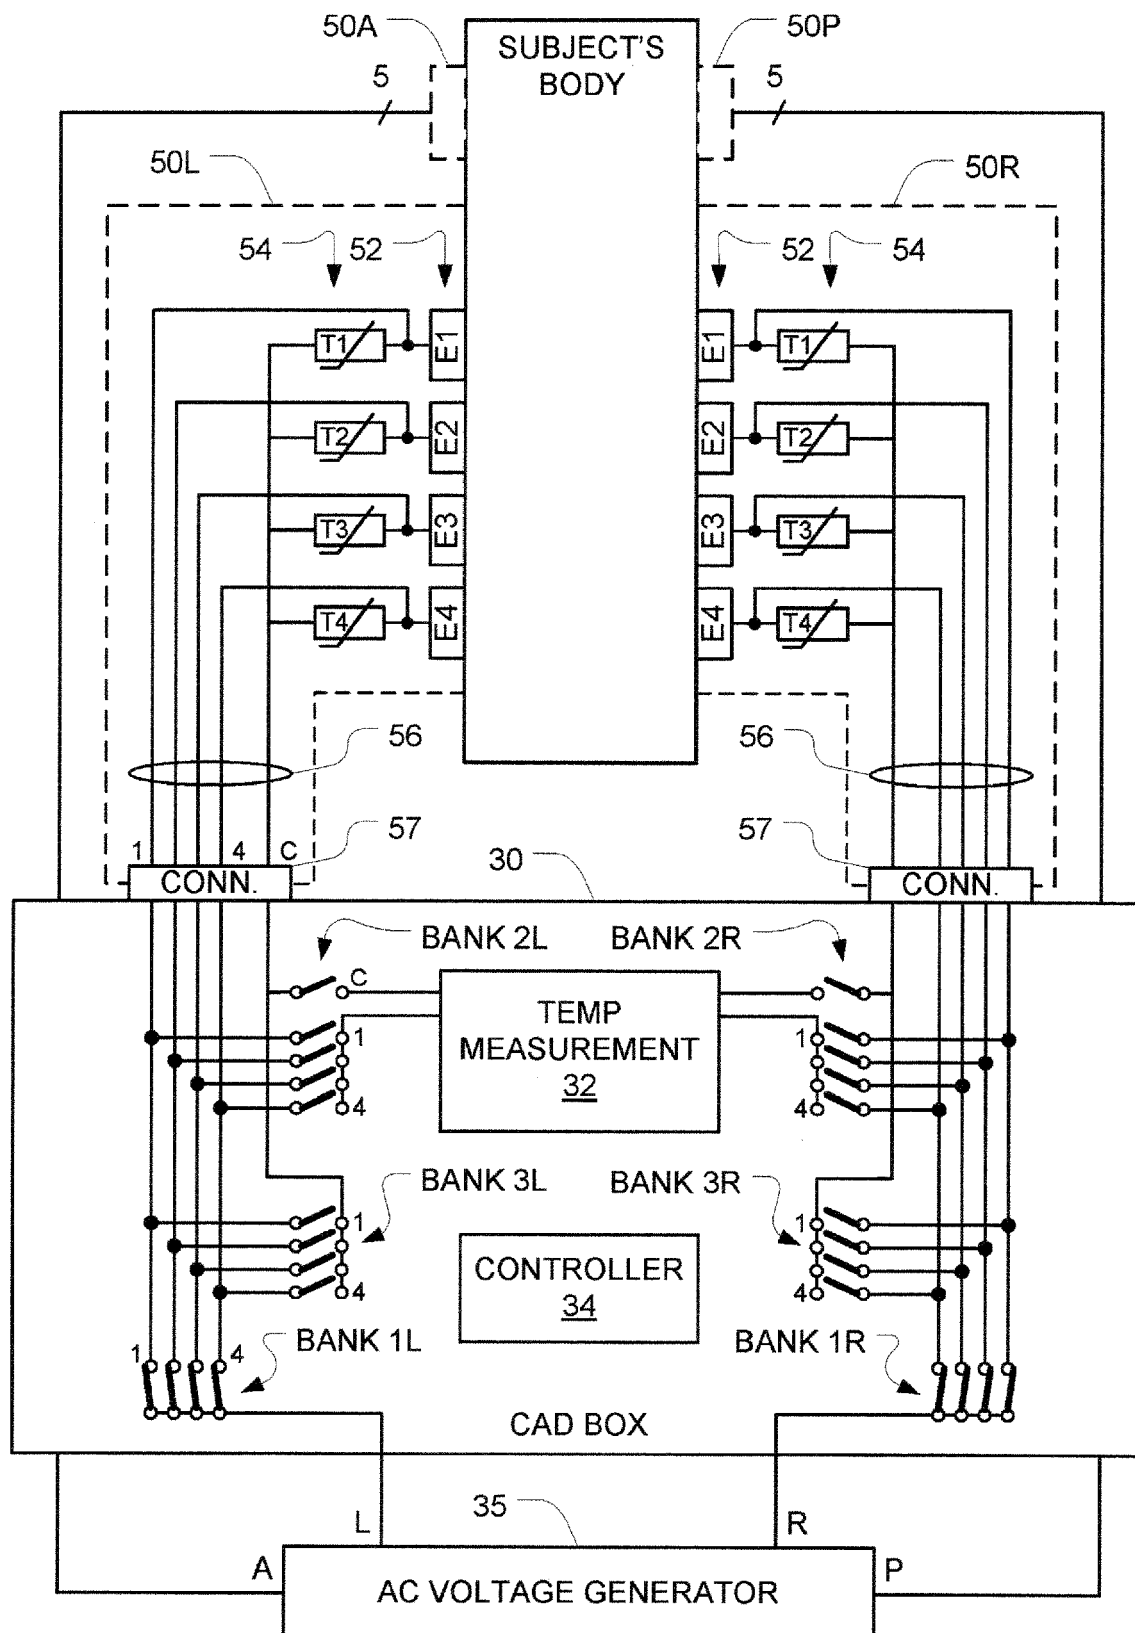 50A
50P
SUBJECT'S
BODY
5
5
50L
50R
54
52
52
54
T1
E1
E1
T1
T2
E2
E2
T2
T3
E3
E3
T3
T4
E4
E4
T4
56
56
57
57
1
4
C
30
CONN.
CONN.
BANK 2L
BANK 2R
C
TEMP
MEASUREMENT
32
1
1
4
4
BANK 3L
BANK 3R
1
1
CONTROLLER
34
4
4
BANK 1L
BANK 1R
1
4
CAD BOX
35
L
R
A
P
AC VOLTAGE GENERATOR